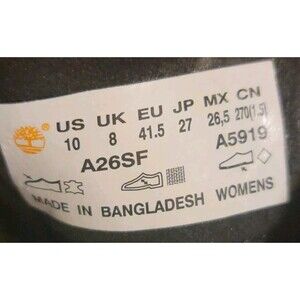 US UK EU JP MX CN
10 8 41.5 27 26,5 270(1.5)
A26SF A5919
MADE IN BANGLADESH WOMENS